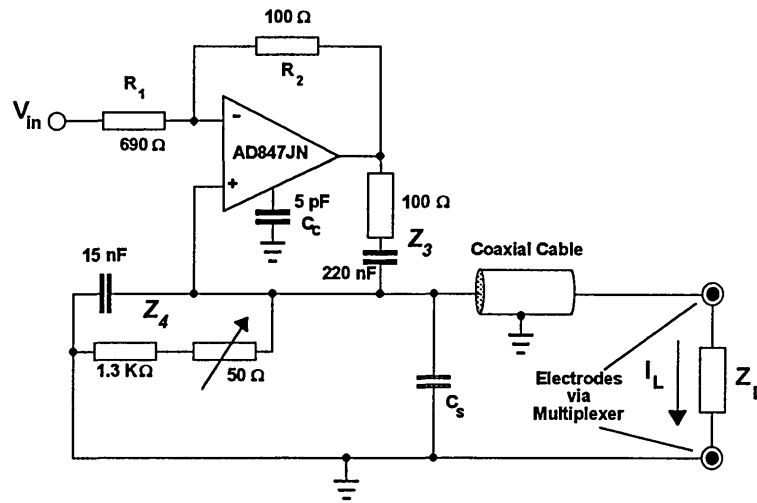 100 Ω
R1
R2
Vin
690 Ω
-
AD847JN
+
5 pF
Cc
100 Ω
Z3
15 nF
220 nF
Coaxial Cable
Z4
1.3 KΩ
50 Ω
Cs
Electrodes
via
Multiplexer
IL
Z